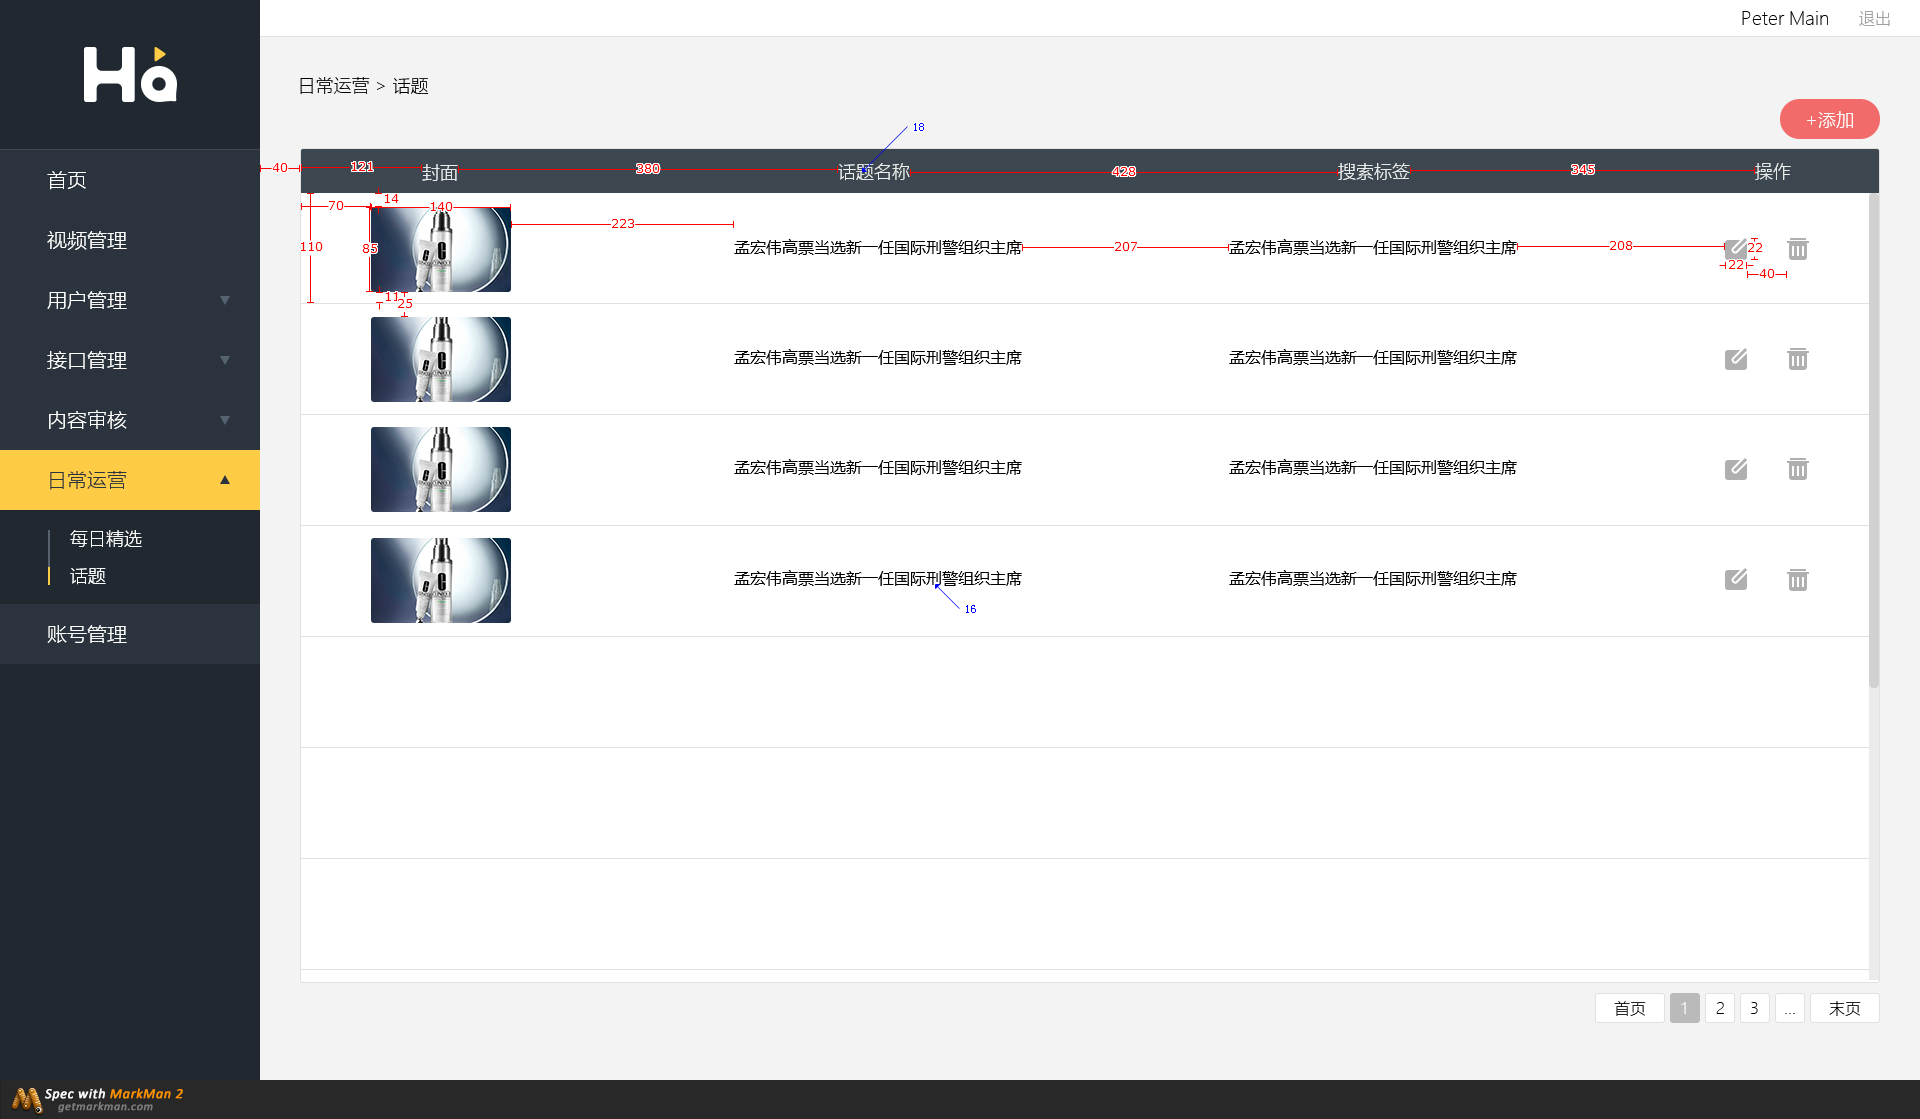 Peter Main 退出
Ha
日常运营 > 话题
+添加
18
首页
视频管理
用户管理
接口管理
内容审核
日常运营
每日精选
话题
账号管理
40 121 封面 380 话题名称 428 搜索标签 345 操作
14
70 140
223
110 85 孟宏伟高票当选新一任国际刑警组织主席 207 孟宏伟高票当选新一任国际刑警组织主席 208 22
22 40
11 25
孟宏伟高票当选新一任国际刑警组织主席 孟宏伟高票当选新一任国际刑警组织主席
孟宏伟高票当选新一任国际刑警组织主席 孟宏伟高票当选新一任国际刑警组织主席
孟宏伟高票当选新一任国际刑警组织主席 孟宏伟高票当选新一任国际刑警组织主席
16
首页 1 2 3 ... 末页
Spec with MarkMan 2
getmarkman.com